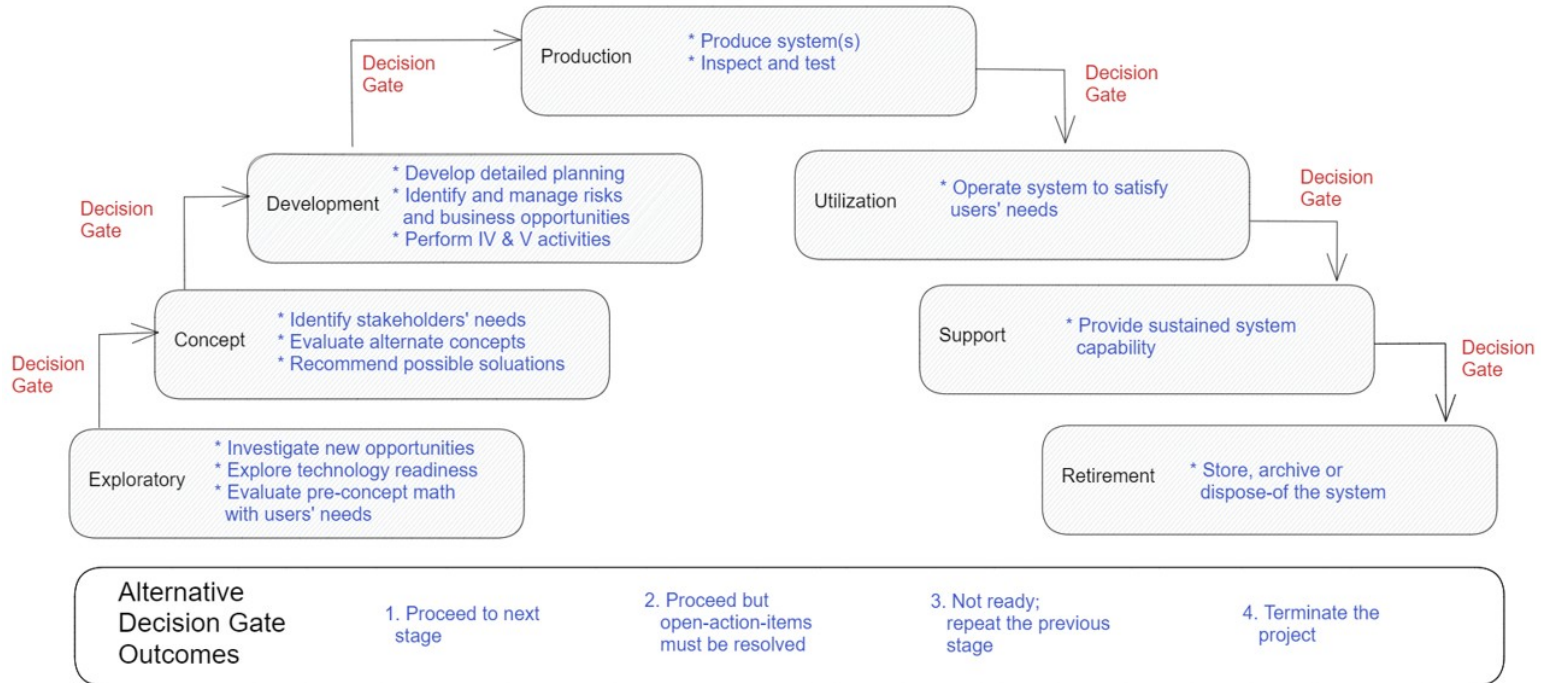 Production
* Produce system(s)
* Inspect and test
Decision
Gate
Decision
Gate
Development
* Develop detailed planning
* Identify and manage risks
and business opportunities
* Perform IV & V activities
Utilization
* Operate system to satisfy
users' needs
Decision
Gate
Decision
Gate
Concept
* Identify stakeholders' needs
* Evaluate alternate concepts
* Recommend possible soluations
Support
* Provide sustained system
capability
Decision
Gate
Decision
Gate
Exploratory
* Investigate new opportunities
* Explore technology readiness
* Evaluate pre-concept math
with users' needs
Retirement
* Store, archive or
dispose-of the system
Alternative
Decision Gate
Outcomes
1. Proceed to next
stage
2. Proceed but
open-action-items
must be resolved
3. Not ready;
repeat the previous
stage
4. Terminate the
project